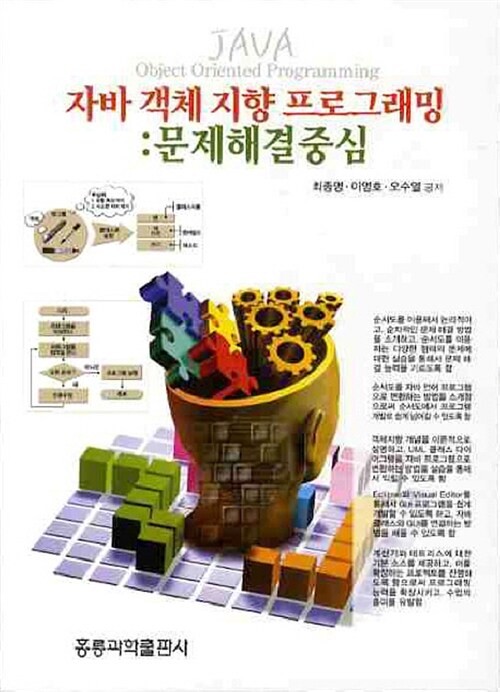 JAVA
Object Oriented Programming
자바 객체 지향 프로그래밍
:문제해결중심
최종명·이영호·오수열 공저
순서도를 이용해서 논리적이
고, 순차적인 문제 해결 방법
을 소개하고, 순서도를 이용
하는 다양한 형태의 문제에
대한 실습을 통해서 문제 해
결 능력을 기르도록 함
순서도를 자바 언어 프로그램
으로 변환하는 방법을 소개함
으로써 순서도에서 프로그램
개발로 쉽게 넘어갈 수 있도록 함
객체지향 개념을 이론적으로
설명하고, UML 클래스 다이
어그램을 자바 프로그램으로
변환하는 방법을 실습을 통해
서 익힐 수 있도록 함
Eclipse와 Visual Editor를
통해서 GUI프로그램을 쉽게
개발할 수 있도록 하고, 자바
클래스와 GUI를 연결하는 방
법을 배울 수 있도록 함
계산기와 테트리스에 대한
기본 소스를 제공하고, 이를
확장하는 프로젝트를 진행해
도록 함으로써 프로그래밍
능력을 확장시키고, 수업의
흥미를 유발함
홍릉과학출판사